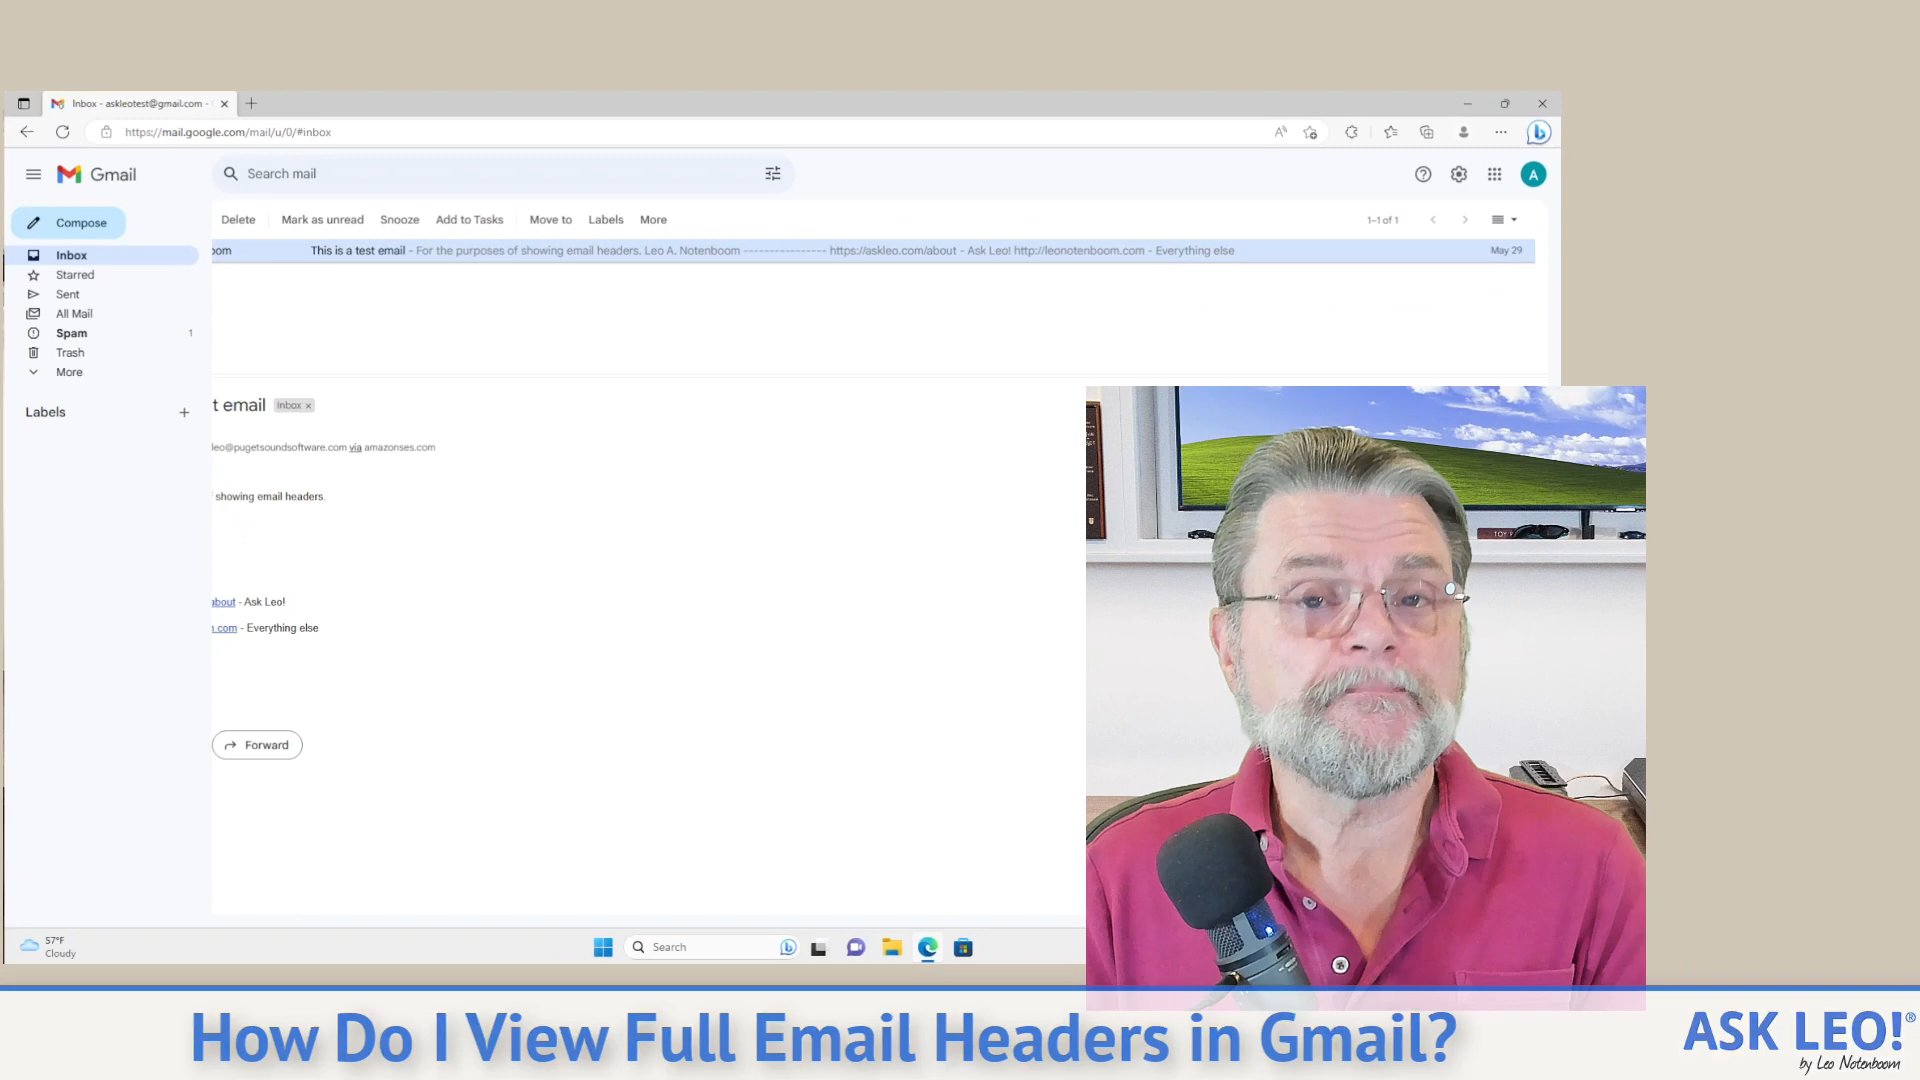 Inbox - askleotest@gmail.com -
https://mail.google.com/mail/u/0/#inbox
Gmail
Search mail
A
Compose
Delete
Mark as unread
Snooze
Add to Tasks
Move to
Labels
More
1–1 of 1
Inbox
oom
This is a test email - For the purposes of showing email headers. Leo A. Notenboom ---------------- https://askleo.com/about - Ask Leo! http://leonotenboom.com - Everything else
May 29
Starred
Sent
All Mail
Spam 1
Trash
More
Labels
t email
Inbox x
leo@pugetsoundsoftware.com via amazonses.com
showing email headers.
about - Ask Leo!
n.com - Everything else
Forward
57°F
Cloudy
Search
How Do I View Full Email Headers in Gmail?
ASK LEO!®
by Leo Notenboom